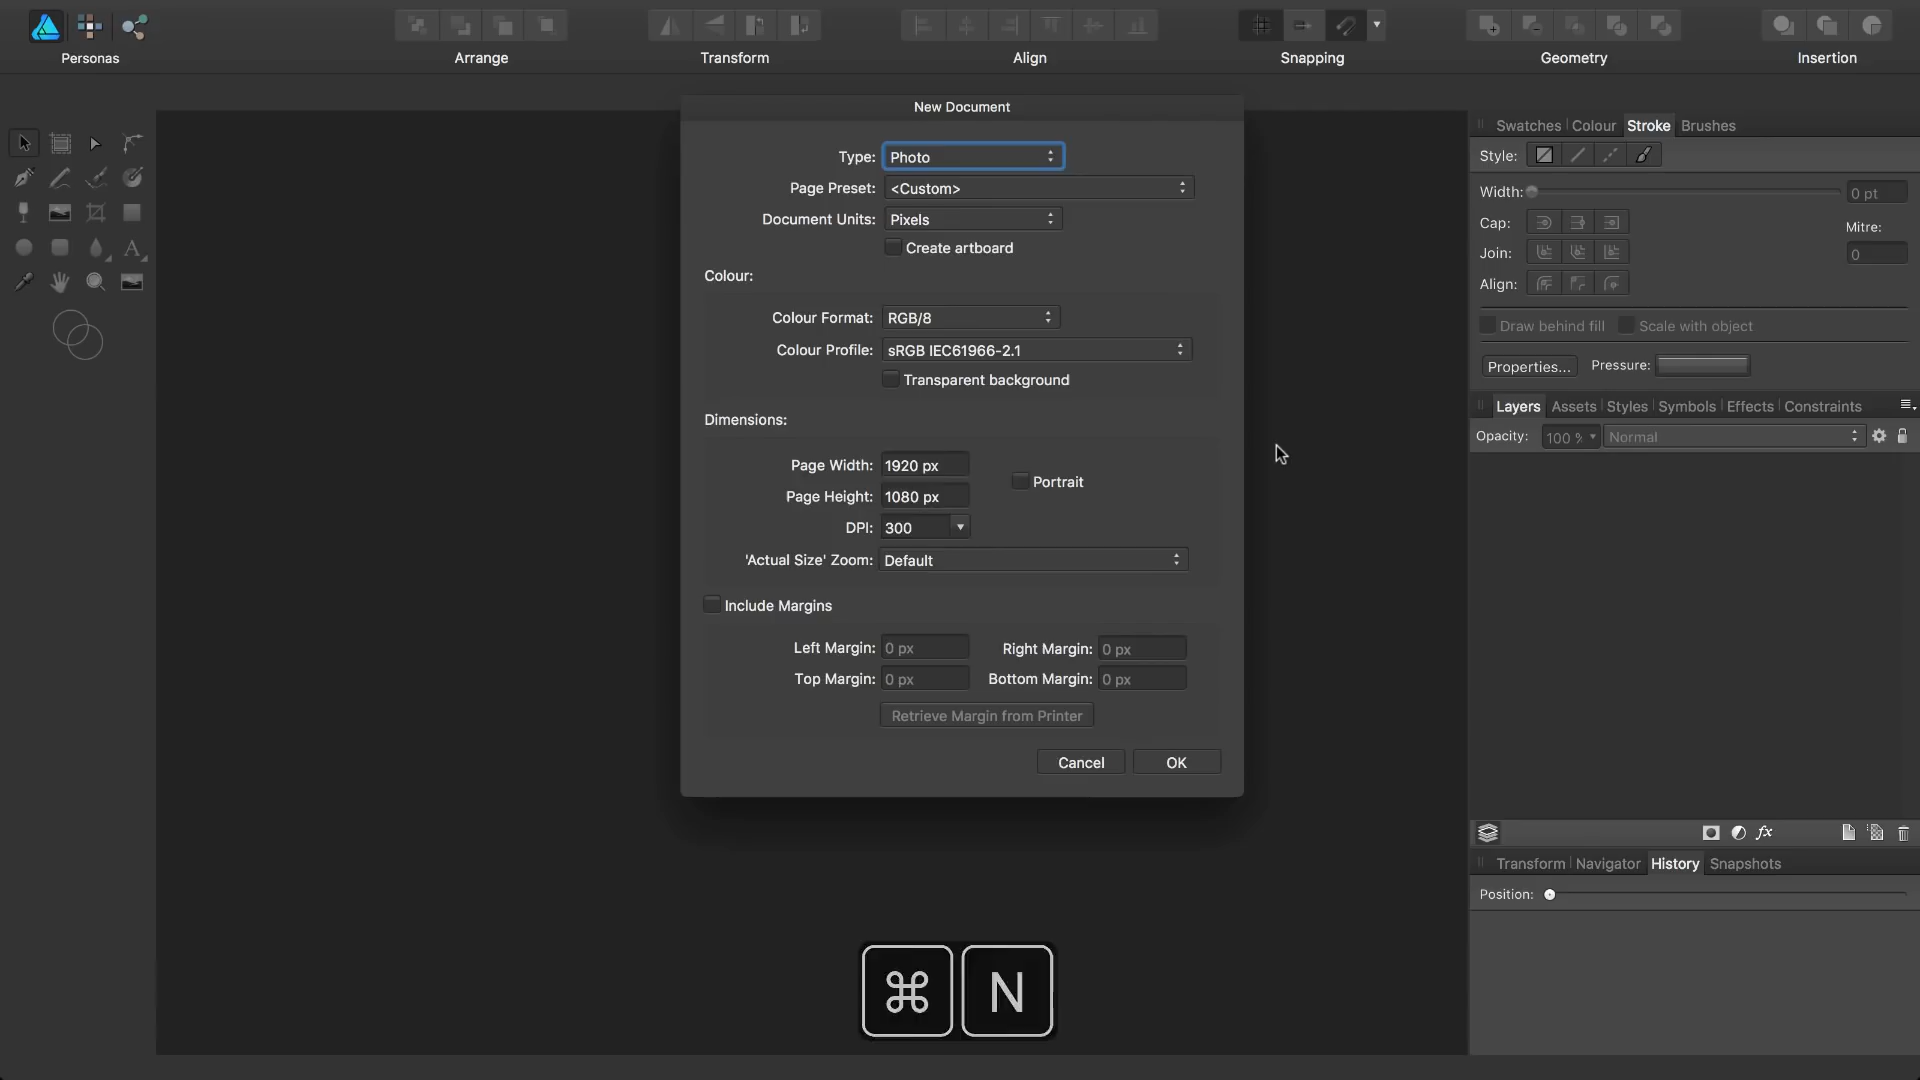 Personas
Arrange
Transform
Align
Snapping
Geometry
Insertion
New Document
Type: Photo
Page Preset: <Custom>
Document Units: Pixels
Create artboard
Colour:
Colour Format: RGB/8
Colour Profile: sRGB IEC61966-2.1
Transparent background
Dimensions:
Page Width: 1920 px
Portrait
Page Height: 1080 px
DPI: 300
'Actual Size' Zoom: Default
Include Margins
Left Margin: 0 px Right Margin: 0 px
Top Margin: 0 px Bottom Margin: 0 px
Retrieve Margin from Printer
Cancel OK
⌘ N
Swatches Colour Stroke Brushes
Style:
Width: 0 pt
Cap: Mitre:
Join: 0
Align:
Draw behind fill Scale with object
Properties... Pressure:
Layers Assets Styles Symbols Effects Constraints
Opacity: 100 % Normal
fx
Transform Navigator History Snapshots
Position:
A